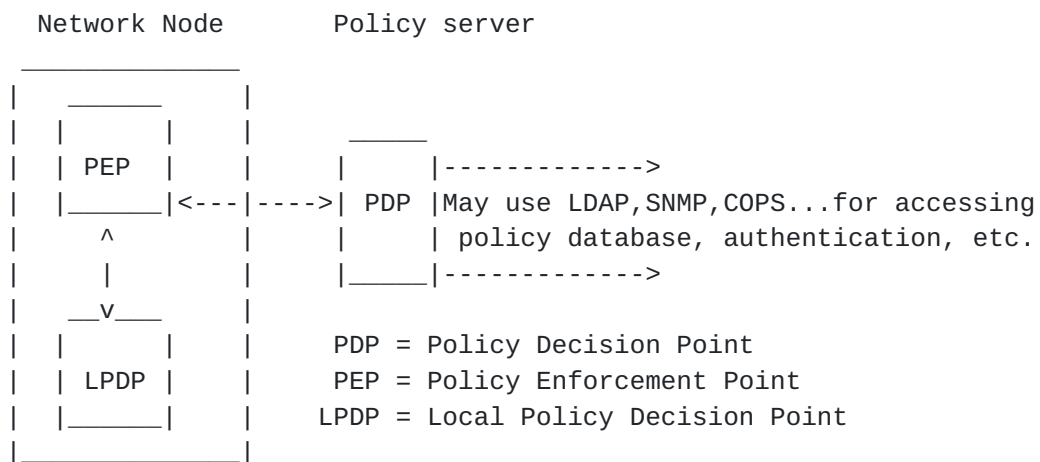 Network Node Policy server
PEP
<---|---->| PDP |------------->
May use LDAP,SNMP,COPS...for accessing
policy database, authentication, etc.
------------->
PDP = Policy Decision Point
LPDP
PEP = Policy Enforcement Point
LPDP = Local Policy Decision Point